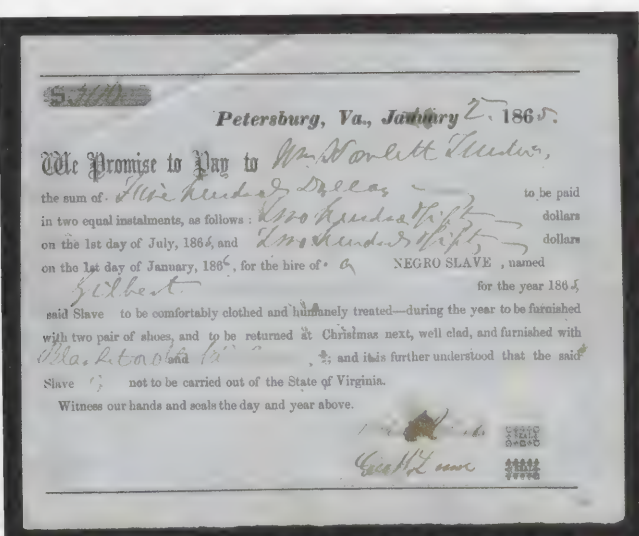 $ 500
Petersburg, Va., January 2. 1865.
We Promise to Pay to Wm Howlett
the sum of Five hundred Dollars to be paid
in two equal instalments, as follows: Two hundred & fifty dollars
on the 1st day of July, 1865, and Two hundred & fifty dollars
on the 1st day of January, 1866, for the hire of a NEGRO SLAVE , named
Gilbert for the year 1865,
said Slave to be comfortably clothed and humanely treated—during the year to be furnished
with two pair of shoes, and to be returned at Christmas next, well clad, and furnished with
and ; and it is further understood that the said
Slave not to be carried out of the State of Virginia.
Witness our hands and seals the day and year above.